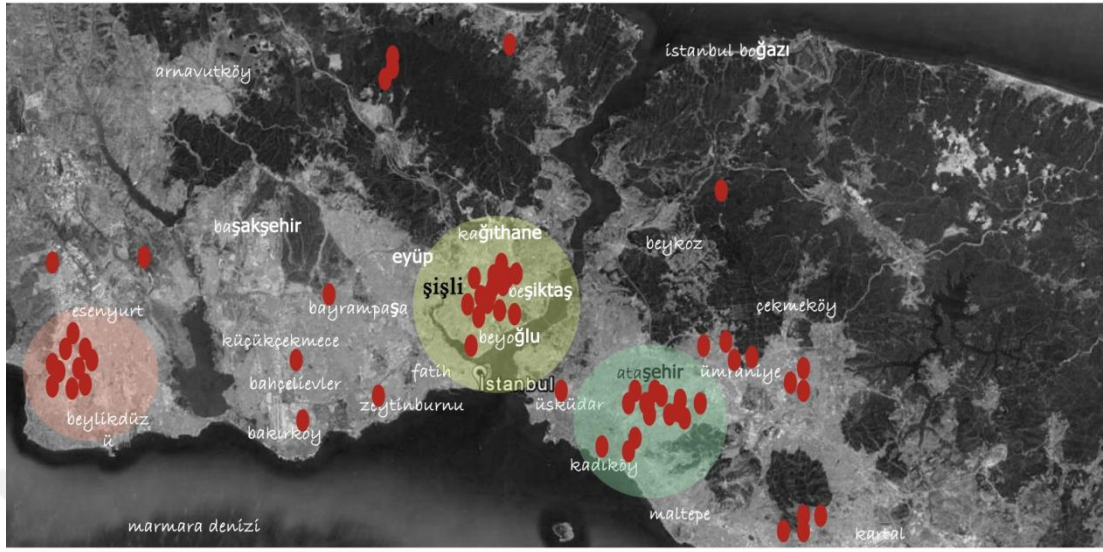 istanbul boğazı
arnavutköy
başakşehir
kağıthane
eyüp
beykoz
şişli
beşiktaş
esenyurt
bayrampaşa
çekmeköy
küçükçekmece
beyoğlu
bahçelievler
fatih
istanbul
ataşehir
ümraniye
beylikdüz
ü
zeytinburnu
üsküdar
bakırköy
kadıköy
marmara denizi
maltepe
kartal